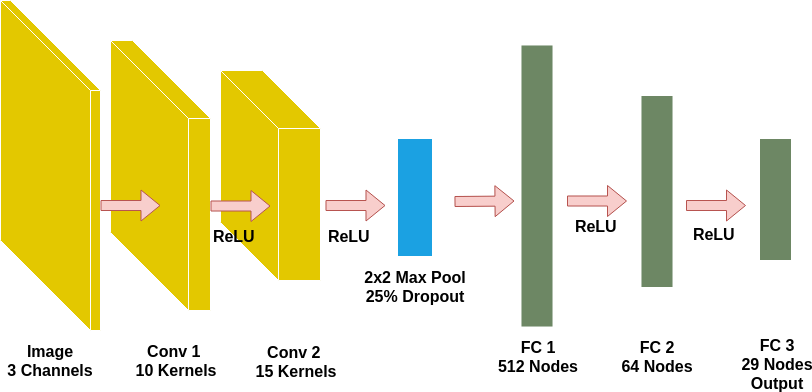 ReLU
ReLU
ReLU
ReLU
2x2 Max Pool
25% Dropout
Image
3 Channels
Conv 1
10 Kernels
Conv 2
15 Kernels
FC 1
512 Nodes
FC 2
64 Nodes
FC 3
29 Nodes
Output